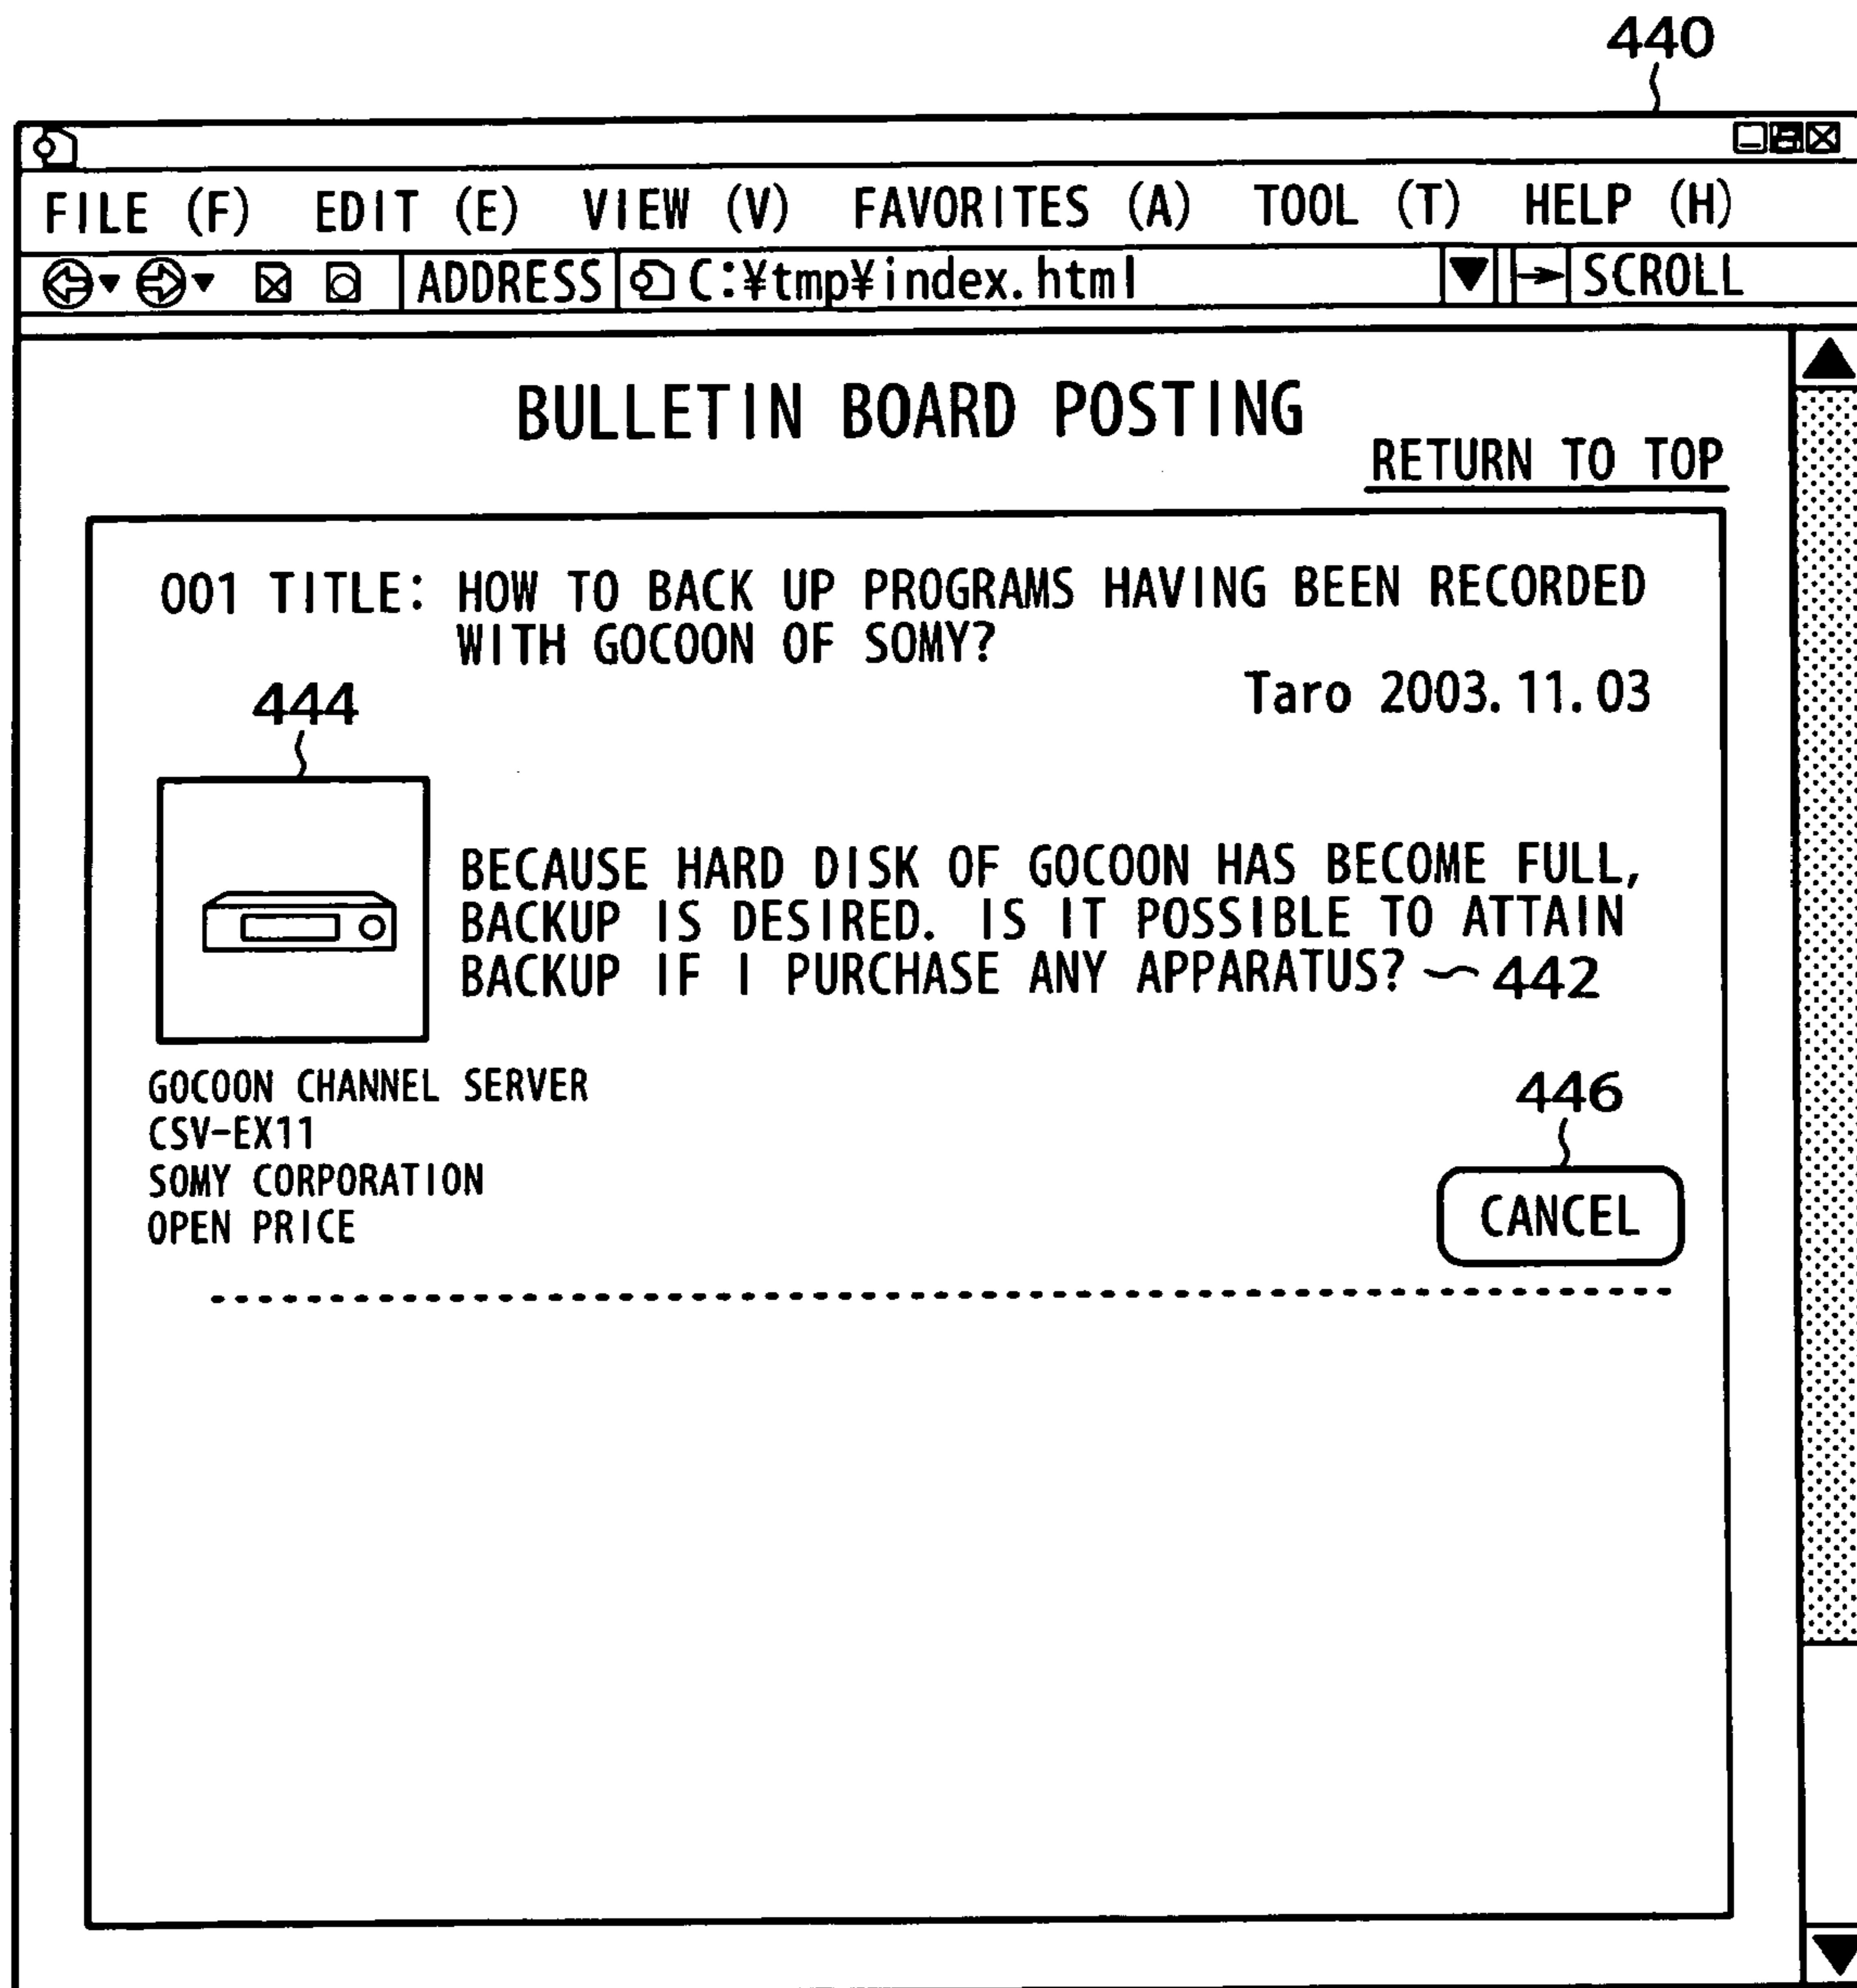 440
FILE (F) EDIT (E) VIEW (V) FAVORITES (A) TOOL (T) HELP (H)
ADDRESS C:¥tmp¥index.html SCROLL
BULLETIN BOARD POSTING
RETURN TO TOP
001 TITLE: HOW TO BACK UP PROGRAMS HAVING BEEN RECORDED
WITH GOCOON OF SOMY?
Taro 2003.11.03
444
BECAUSE HARD DISK OF GOCOON HAS BECOME FULL,
BACKUP IS DESIRED. IS IT POSSIBLE TO ATTAIN
BACKUP IF I PURCHASE ANY APPARATUS? 442
GOCOON CHANNEL SERVER
CSV-EX11
SOMY CORPORATION
OPEN PRICE
446
CANCEL